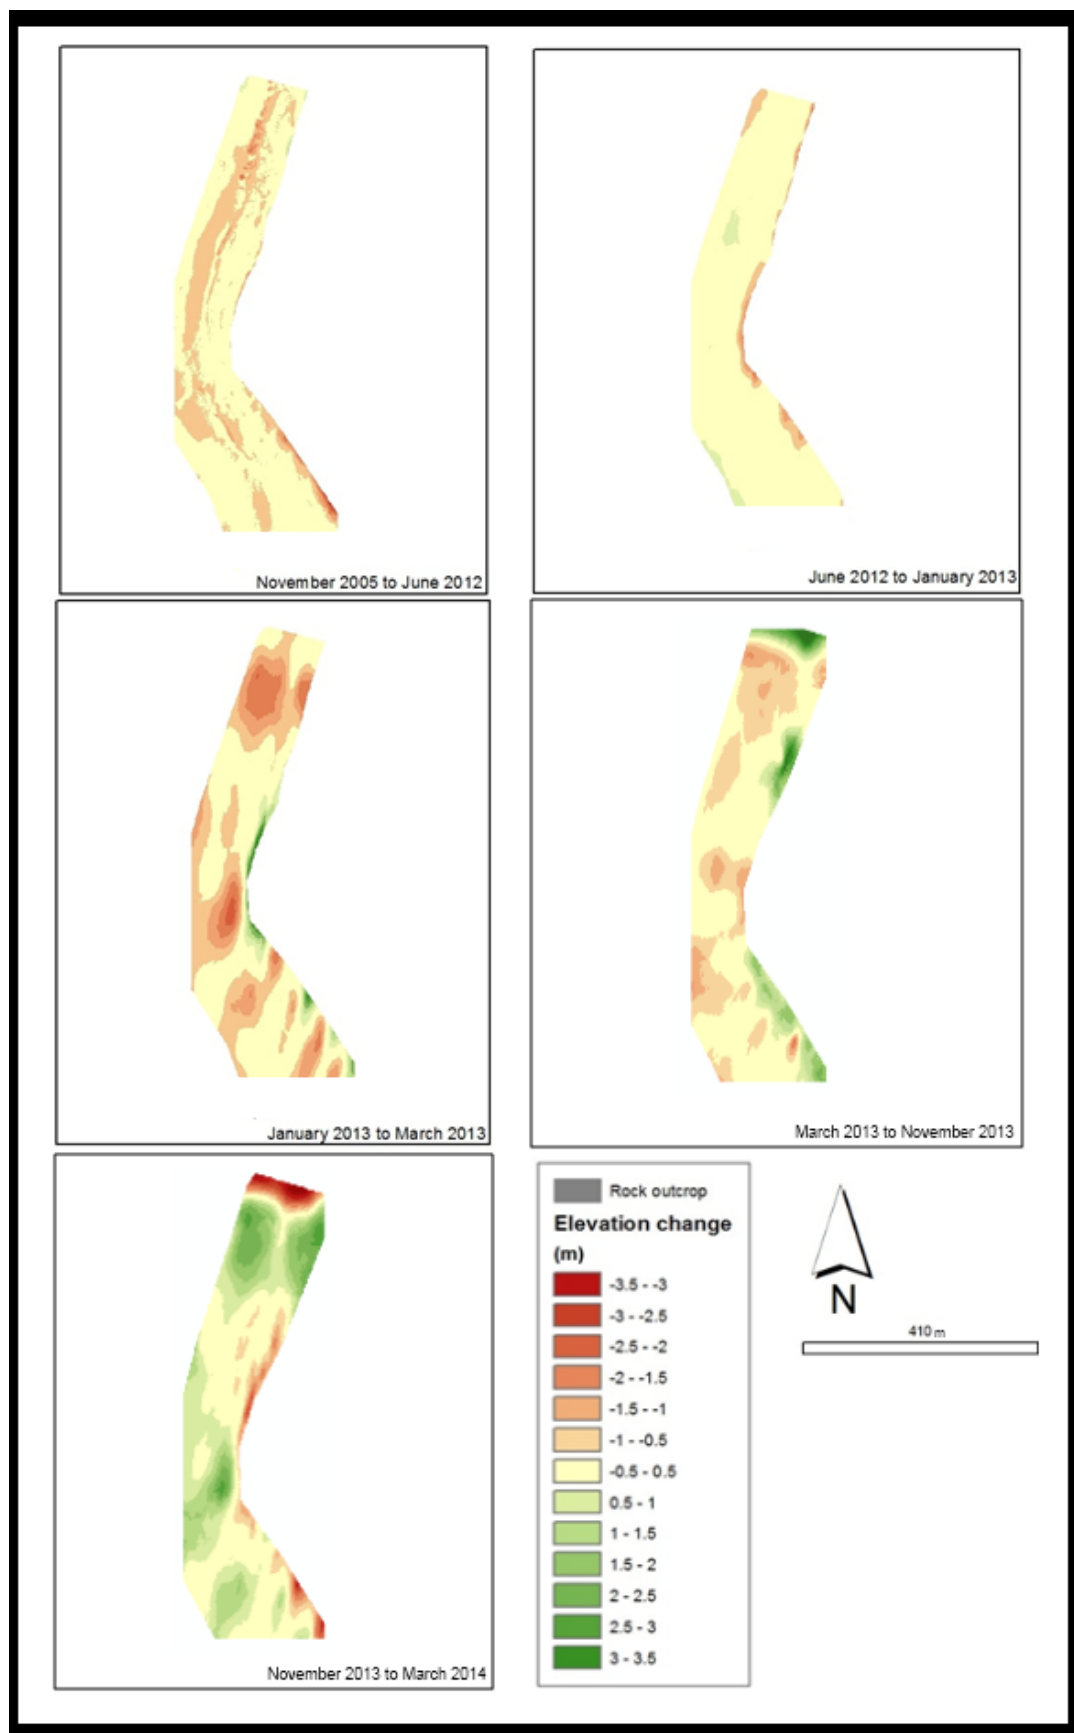 November 2005 to June 2012
June 2012 to January 2013
January 2013 to March 2013
March 2013 to November 2013
November 2013 to March 2014
Rock outcrop
Elevation change
(m)
-3.5 - -3
-3 - -2.5
-2.5 - -2
-2 - -1.5
-1.5 - -1
-1 - -0.5
-0.5 - 0.5
0.5 - 1
1 - 1.5
1.5 - 2
2 - 2.5
2.5 - 3
3 - 3.5
N
410 m